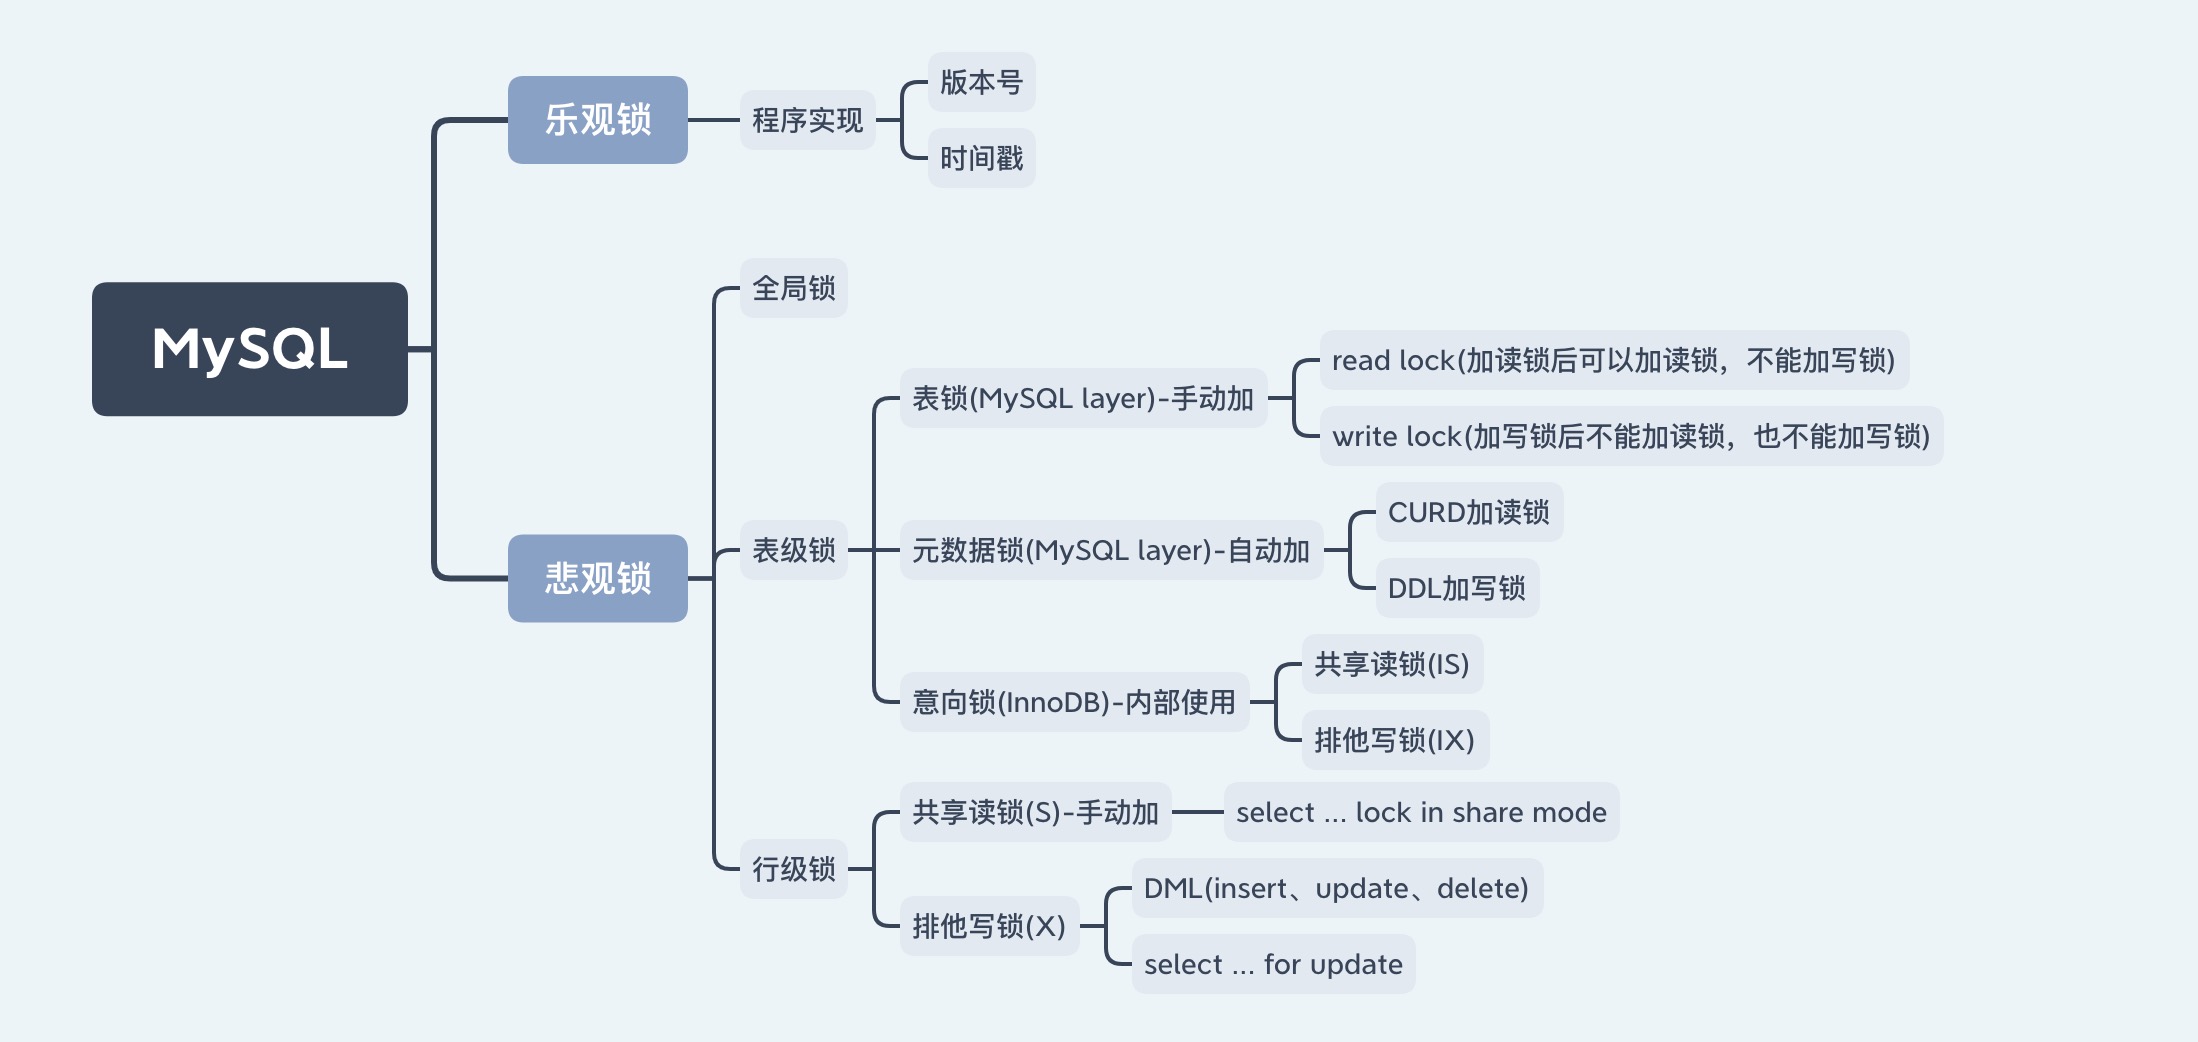 MySQL
乐观锁
程序实现
版本号
时间戳
悲观锁
全局锁
表级锁
表锁(MySQL layer)-手动加
read lock(加读锁后可以加读锁，不能加写锁)
write lock(加写锁后不能加读锁，也不能加写锁)
元数据锁(MySQL layer)-自动加
CURD加读锁
DDL加写锁
意向锁(InnoDB)-内部使用
共享读锁(IS)
排他写锁(IX)
行级锁
共享读锁(S)-手动加
select ... lock in share mode
排他写锁(X)
DML(insert、update、delete)
select ... for update